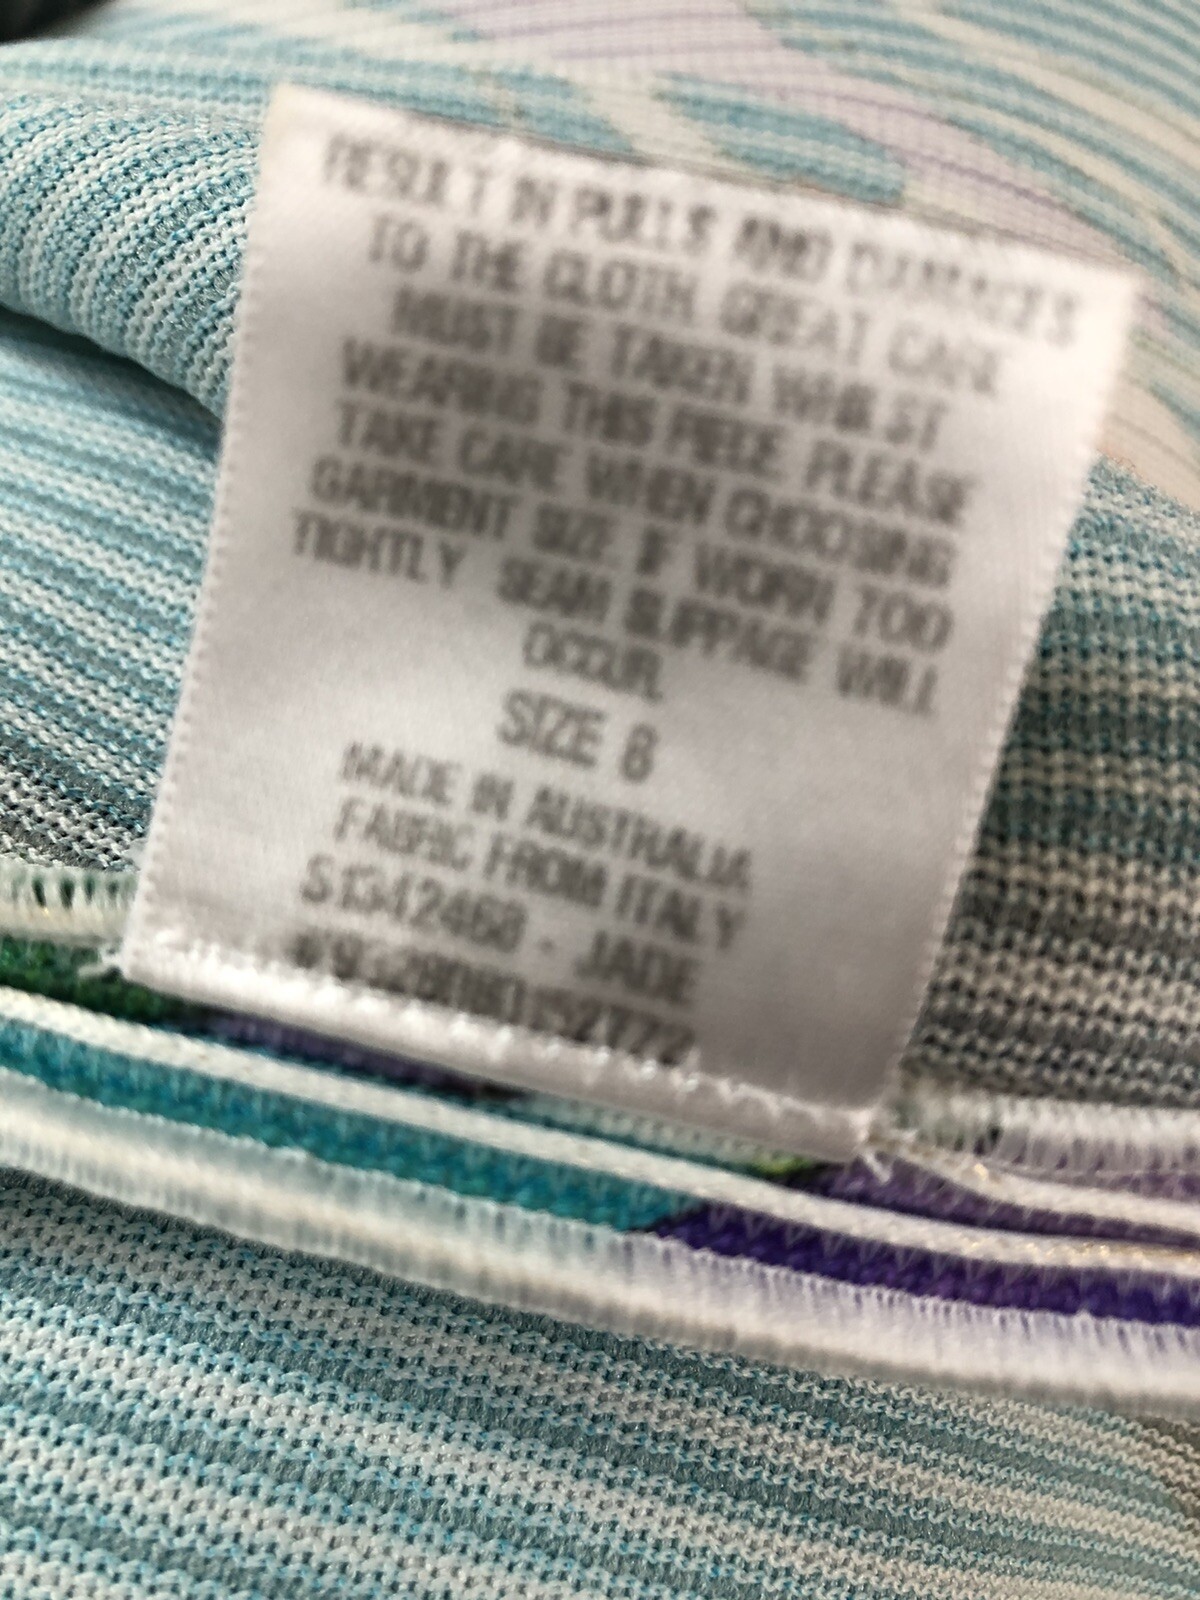 RESULT IN PULLS AND DAMAGES
TO THE CLOTH. GREAT CARE
MUST BE TAKEN WHILST
WEARING THIS PIECE. PLEASE
TAKE CARE WHEN CHOOSING
GARMENT SIZE. IF WORN TOO
TIGHTLY SEAM SLIPPAGE WILL
OCCUR.
SIZE
MADE IN AUSTRALIA
FABRIC FROM ITALY
S1342468 - JADE